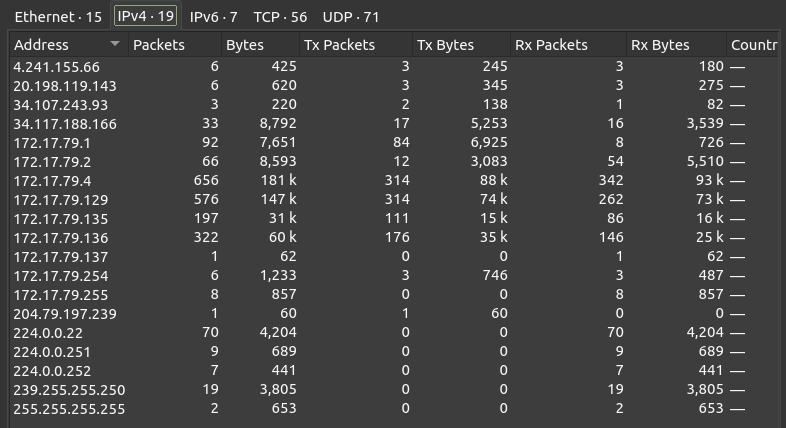 Ethernet · 15 IPv4 · 19 IPv6 · 7 TCP · 56 UDP · 71
Address Packets Bytes Tx Packets Tx Bytes Rx Packets Rx Bytes Countr
4.241.155.66 6 425 3 245 3 180 —
20.198.119.143 6 620 3 345 3 275 —
34.107.243.93 3 220 2 138 1 82 —
34.117.188.166 33 8,792 17 5,253 16 3,539 —
172.17.79.1 92 7,651 84 6,925 8 726 —
172.17.79.2 66 8,593 12 3,083 54 5,510 —
172.17.79.4 656 181 k 314 88 k 342 93 k —
172.17.79.129 576 147 k 314 74 k 262 73 k —
172.17.79.135 197 31 k 111 15 k 86 16 k —
172.17.79.136 322 60 k 176 35 k 146 25 k —
172.17.79.137 1 62 0 0 1 62 —
172.17.79.254 6 1,233 3 746 3 487 —
172.17.79.255 8 857 0 0 8 857 —
204.79.197.239 1 60 1 60 0 0 —
224.0.0.22 70 4,204 0 0 70 4,204 —
224.0.0.251 9 689 0 0 9 689 —
224.0.0.252 7 441 0 0 7 441 —
239.255.255.250 19 3,805 0 0 19 3,805 —
255.255.255.255 2 653 0 0 2 653 —